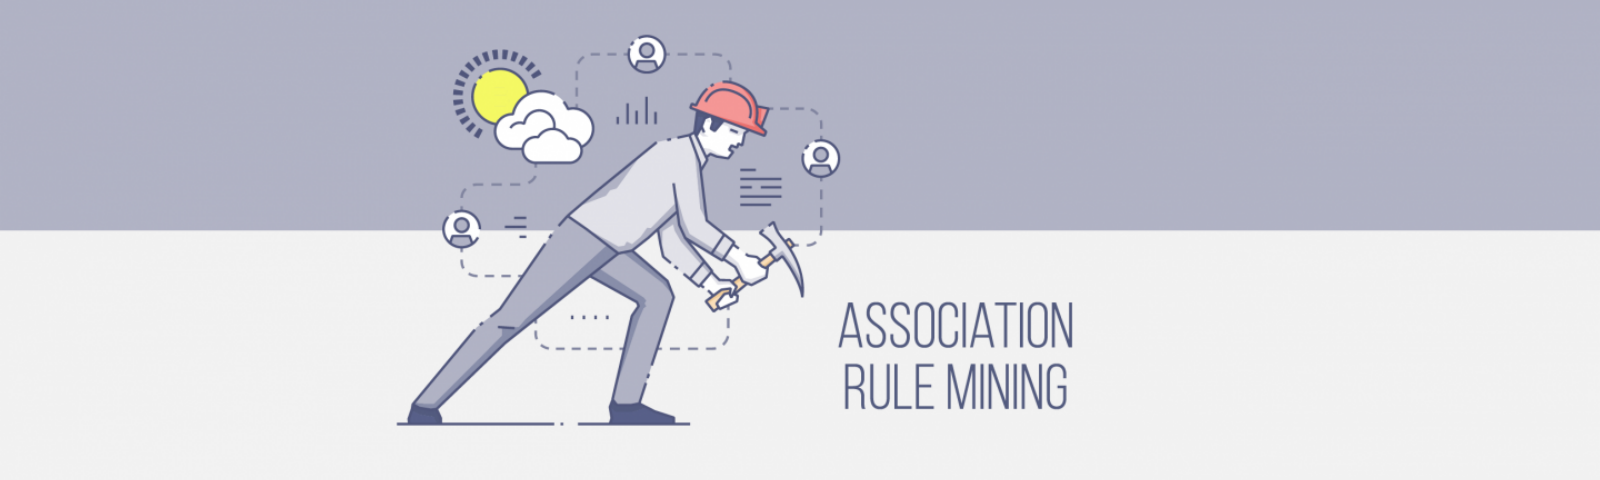 ASSOCIATION
RULE MINING